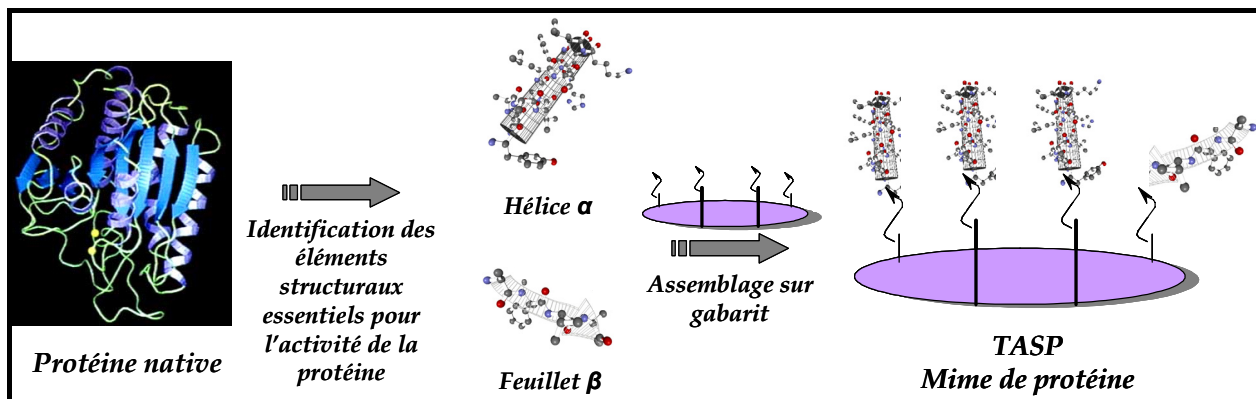 Protéine native
Identification des
éléments
structuraux
essentiels pour
l'activité de la
protéine
Hélice α
Feuillet β
Assemblage sur
gabarit
TASP
Mime de protéine